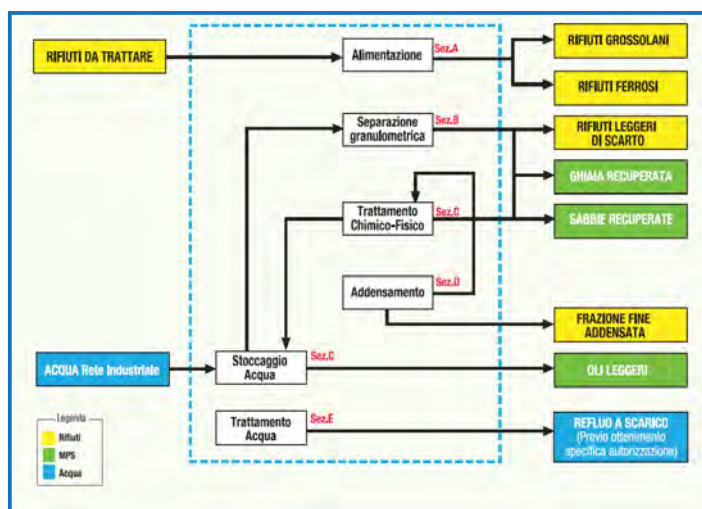 RIFIUTI DA TRATTARE
Alimentazione
Sez.A
RIFIUTI GROSSOLANI
RIFIUTI FERROSI
Separazione
granulometrica
Sez.B
RIFIUTI LEGGERI
DI SCARTO
GHIAIA RECUPERATA
Trattamento
Chimico-Fisico
Sez.C
SABBIE RECUPERATE
Addensamento
Sez.D
FRAZIONE FINE
ADDENSATA
ACQUA Rete Industriale
Stoccaggio
Acqua
Sez.C
OLI LEGGERI
Trattamento
Acqua
Sez.E
REFLUO A SCARICO
(Previo ottenimento
specifica autorizzazione)
Legenda
Rifiuti
MPS
Acqua